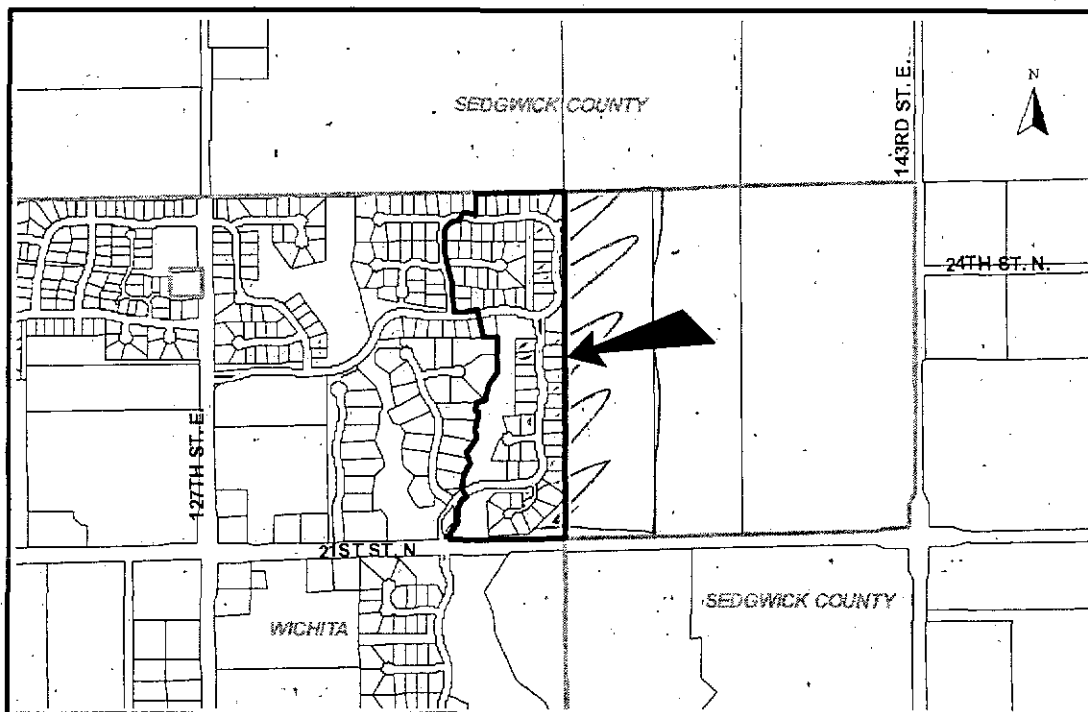 143RD ST. E.
N
SEDGWICK COUNTY
24TH ST. N.
127TH ST. E.
21ST ST. N
SEDGWICK COUNTY
WICHITA